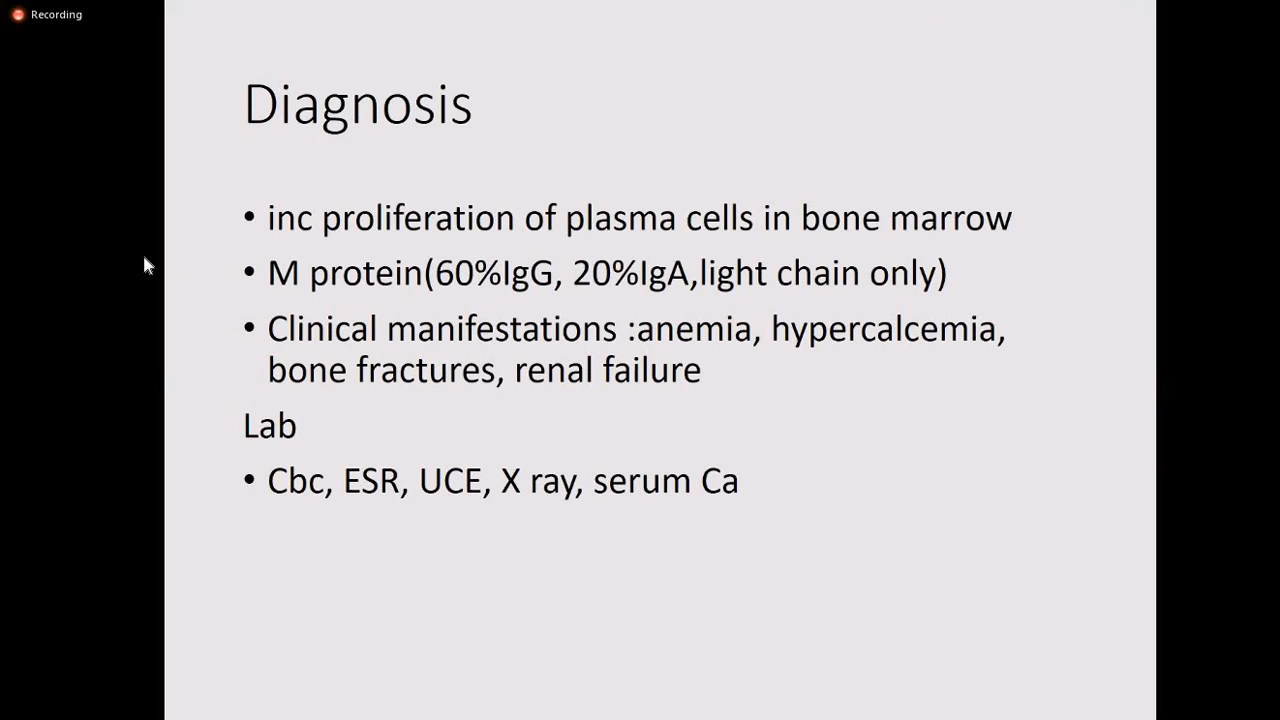 Recording
Diagnosis
• inc proliferation of plasma cells in bone marrow
• M protein(60%IgG, 20%IgA,light chain only)
• Clinical manifestations :anemia, hypercalcemia,
bone fractures, renal failure
Lab
• Cbc, ESR, UCE, X ray, serum Ca